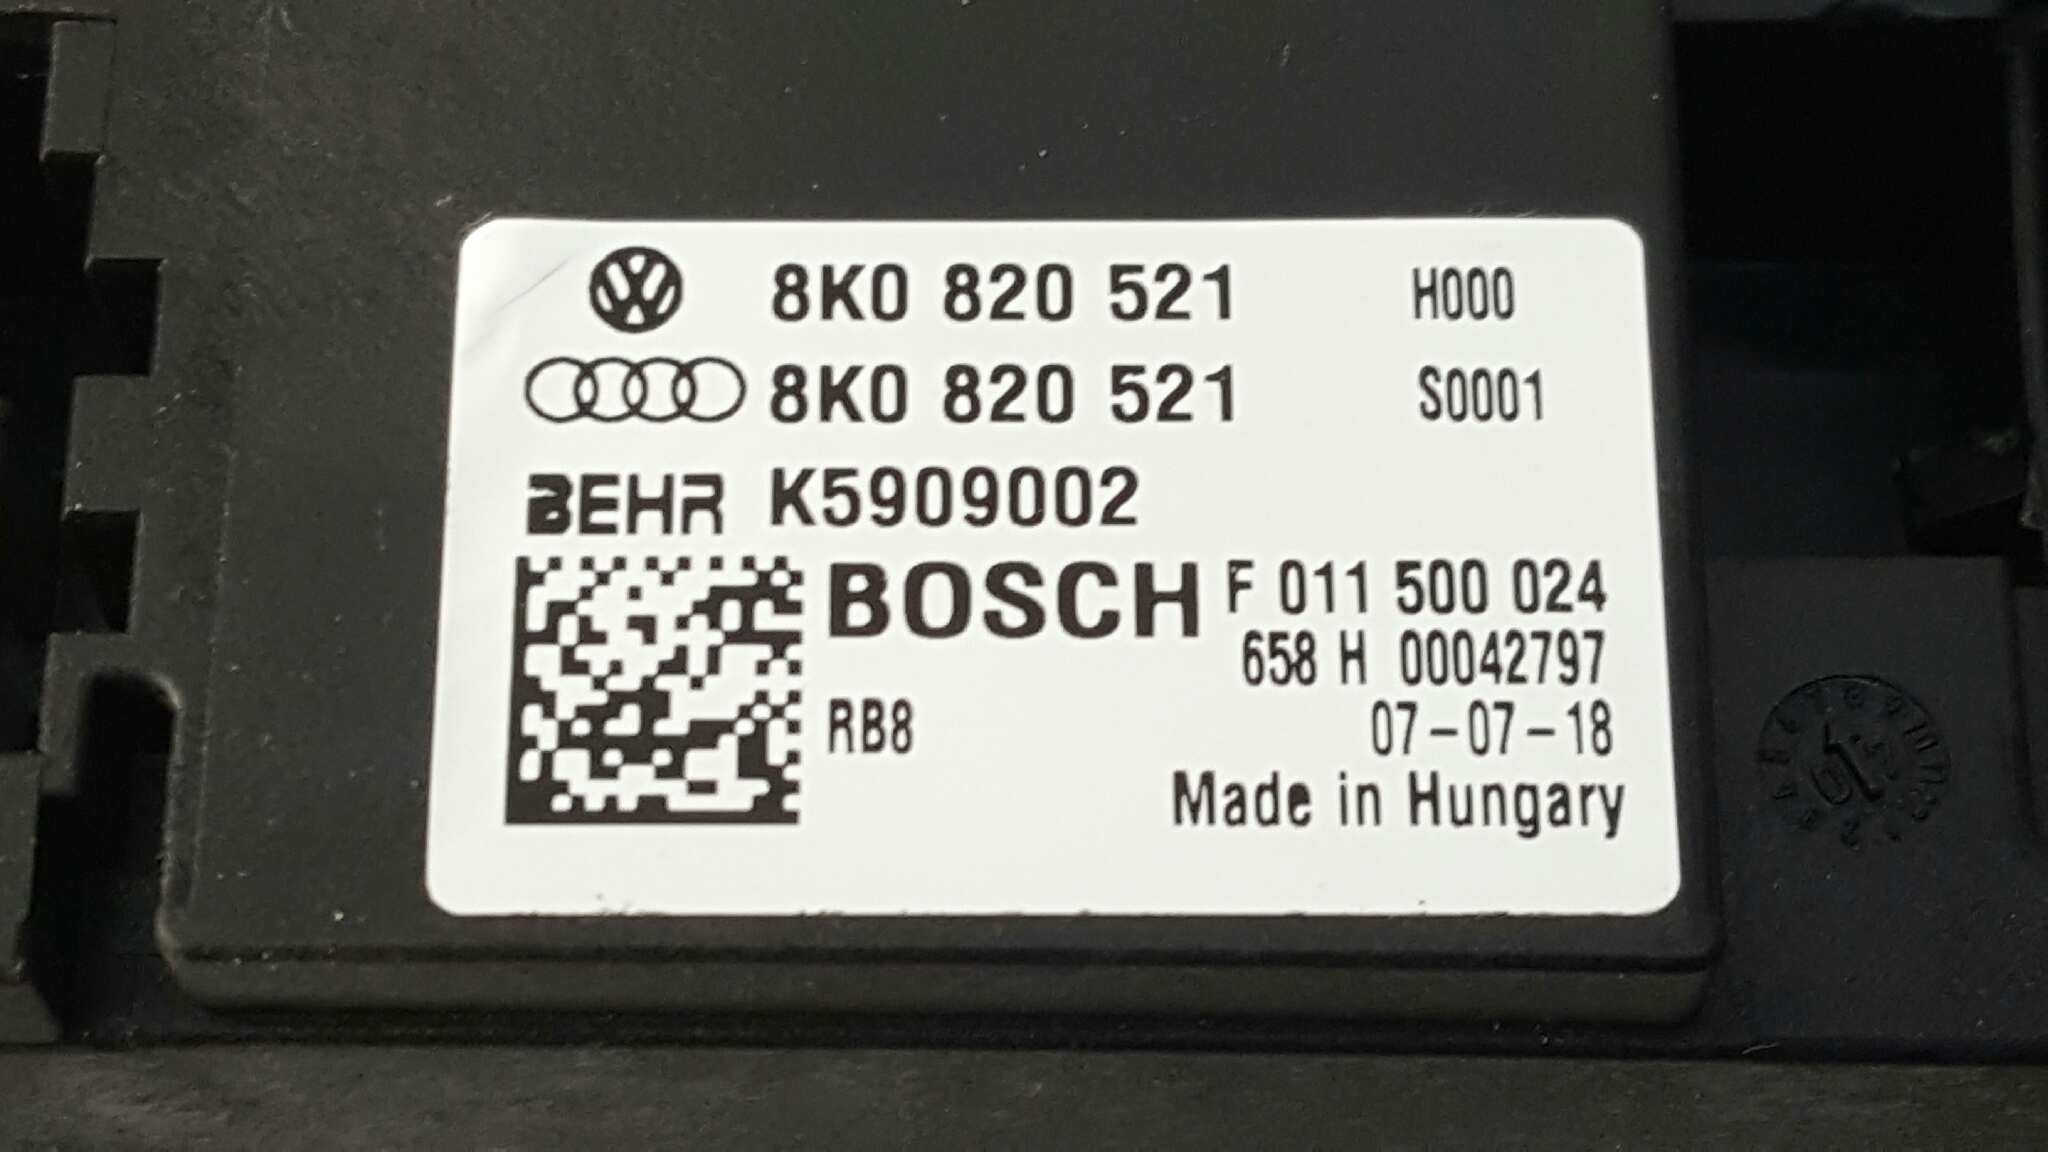 8K0 820 521 H000
8K0 820 521 S0001
BEHR K5909002
BOSCH F 011 500 024
658 H 00042797
RB8 07-07-18
Made in Hungary